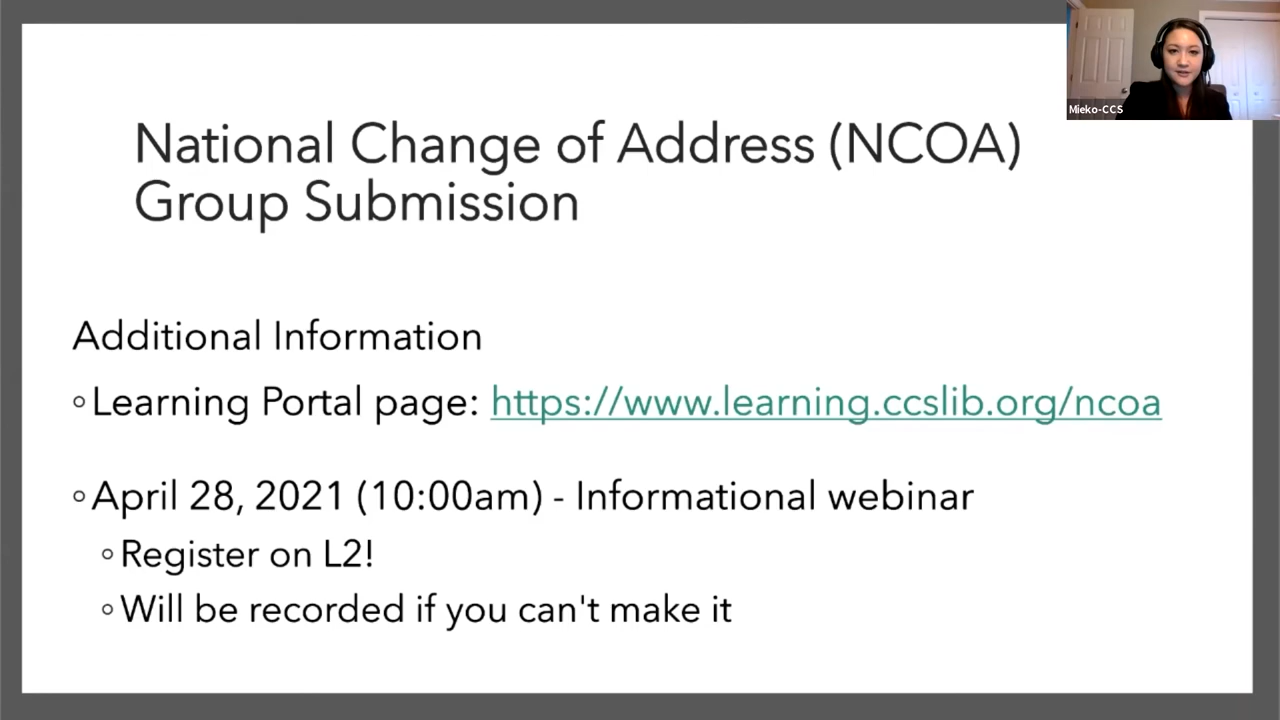 Mieko-CCS
National Change of Address (NCOA)
Group Submission
Additional Information
◦Learning Portal page: https://www.learning.ccslib.org/ncoa
◦April 28, 2021 (10:00am) - Informational webinar
◦Register on L2!
◦Will be recorded if you can't make it